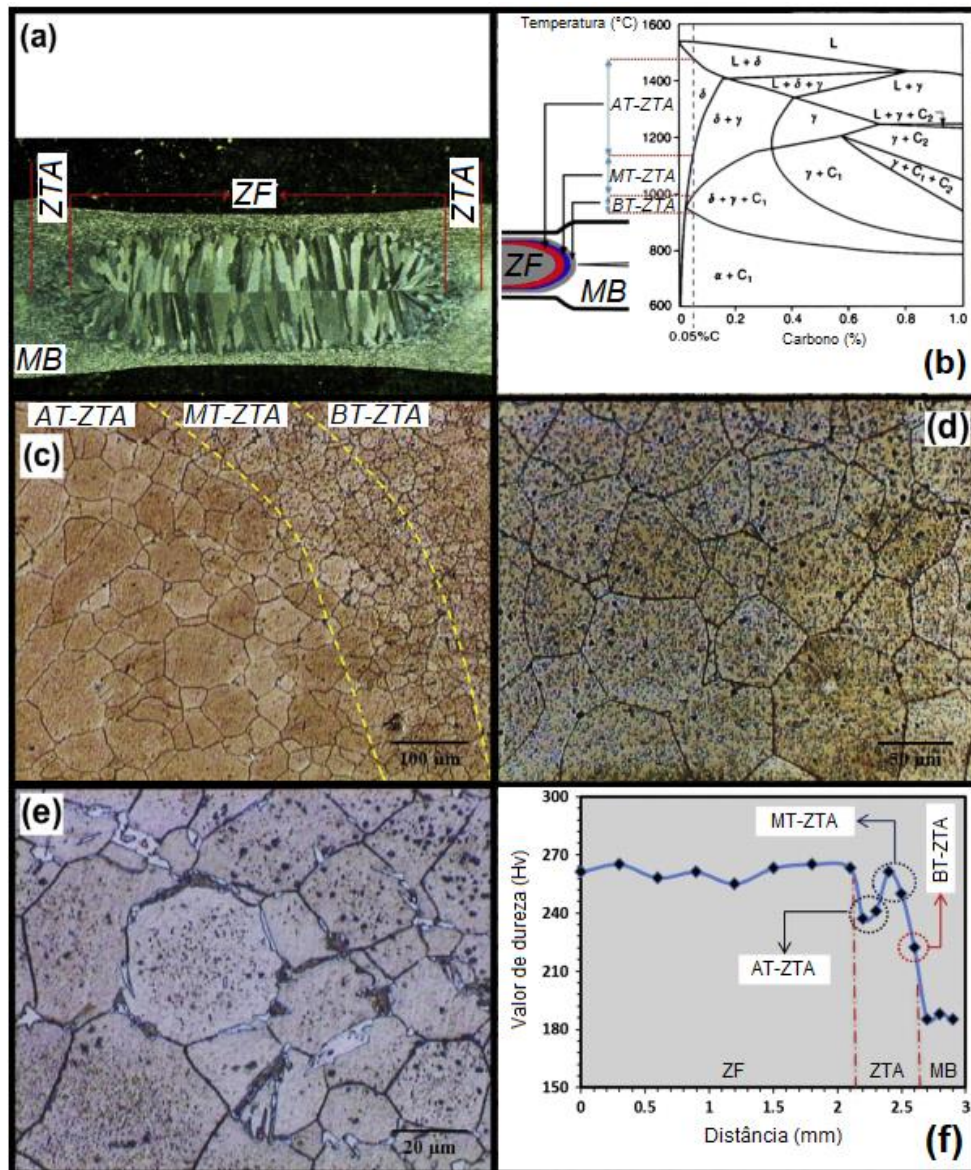 (a)
ZTA
ZF
ZTA
MB
Temperatura (°C)
1600
1400
1200
1000
800
600
L
L + δ
L + δ + γ
L + γ
δ
δ + γ
γ
L + γ + C₂
γ + C₂
γ + C₁ + C₂
γ + C₁
δ + γ + C₁
α + C₁
AT-ZTA
MT-ZTA
BT-ZTA
ZF
MB
0
0.2
0.4
0.6
0.8
1.0
0.05%C
Carbono (%)
(b)
AT-ZTA
MT-ZTA
BT-ZTA
(c)
100 µm
(d)
50 µm
(e)
20 µm
300
270
240
210
180
150
Valor de dureza (Hv)
MT-ZTA
BT-ZTA
AT-ZTA
ZF
ZTA
MB
0
0.5
1
1.5
2
2.5
3
Distância (mm)
(f)